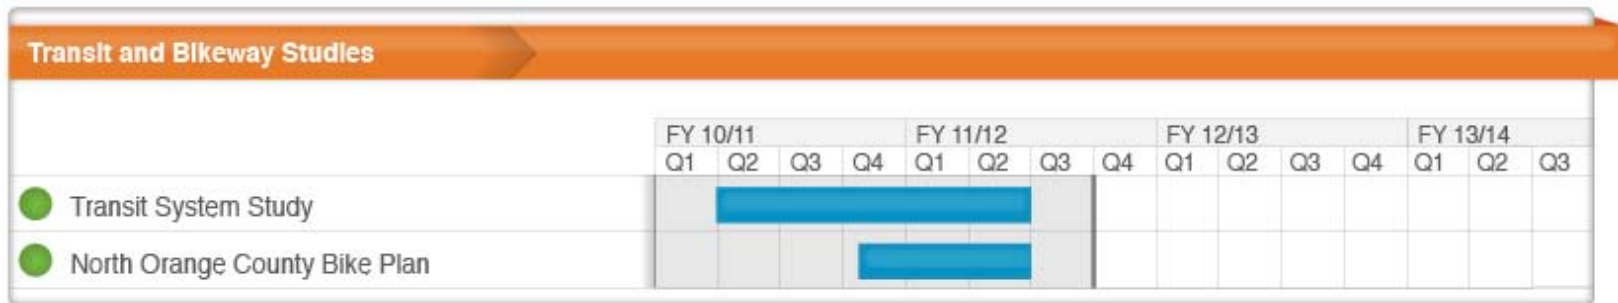 Transit and Bikeway Studies
FY 10/11 FY 11/12 FY 12/13 FY 13/14
Q1 Q2 Q3 Q4 Q1 Q2 Q3 Q4 Q1 Q2 Q3 Q4 Q1 Q2 Q3
Transit System Study
North Orange County Bike Plan